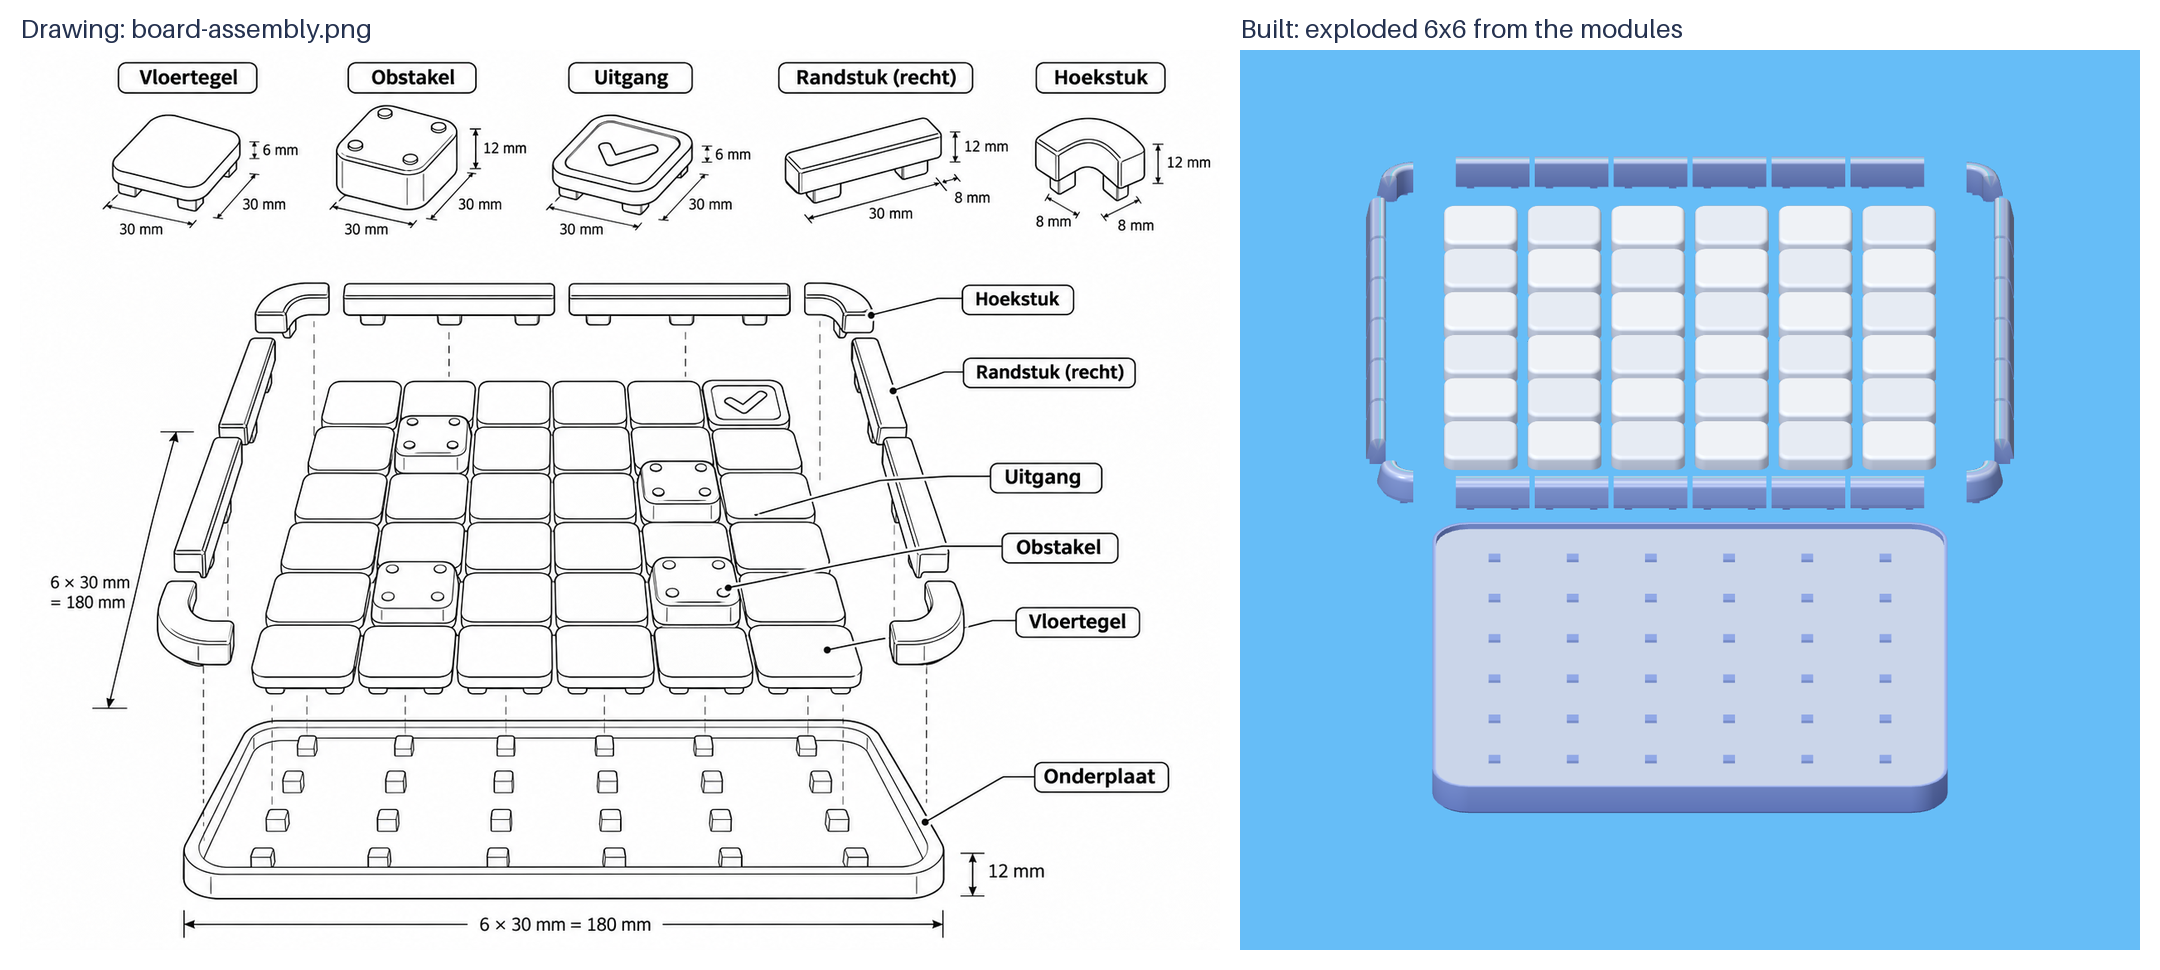 Drawing: board-assembly.png
Built: exploded 6x6 from the modules
Vloertegel
Obstakel
Uitgang
Randstuk (recht)
Hoekstuk
6 mm
30 mm
30 mm
12 mm
30 mm
30 mm
6 mm
30 mm
30 mm
12 mm
8 mm
30 mm
12 mm
8 mm
8 mm
Hoekstuk
Randstuk (recht)
Uitgang
Obstakel
Vloertegel
6 × 30 mm
= 180 mm
Onderplaat
12 mm
6 × 30 mm = 180 mm